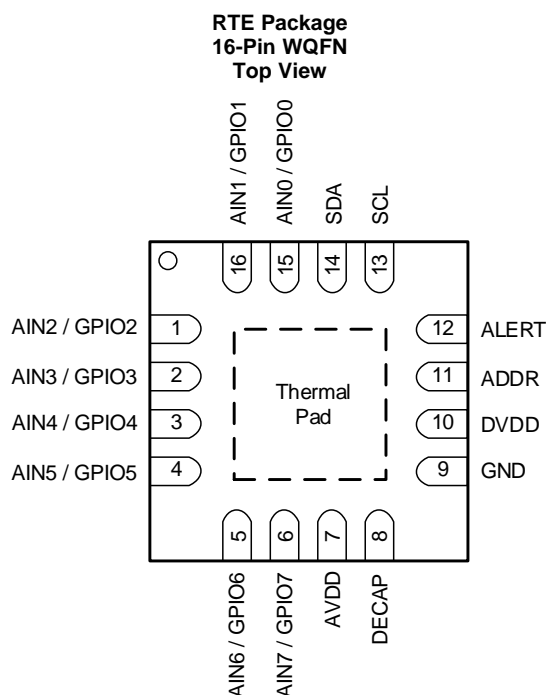 RTE Package
16-Pin WQFN
Top View
AIN1 / GPIO1
AIN0 / GPIO0
SDA
SCL
16
15
14
13
AIN2 / GPIO2
1
12
ALERT
AIN3 / GPIO3
2
11
ADDR
AIN4 / GPIO4
3
10
DVDD
AIN5 / GPIO5
4
9
GND
Thermal
Pad
5
6
7
8
AIN6 / GPIO6
AIN7 / GPIO7
AVDD
DECAP